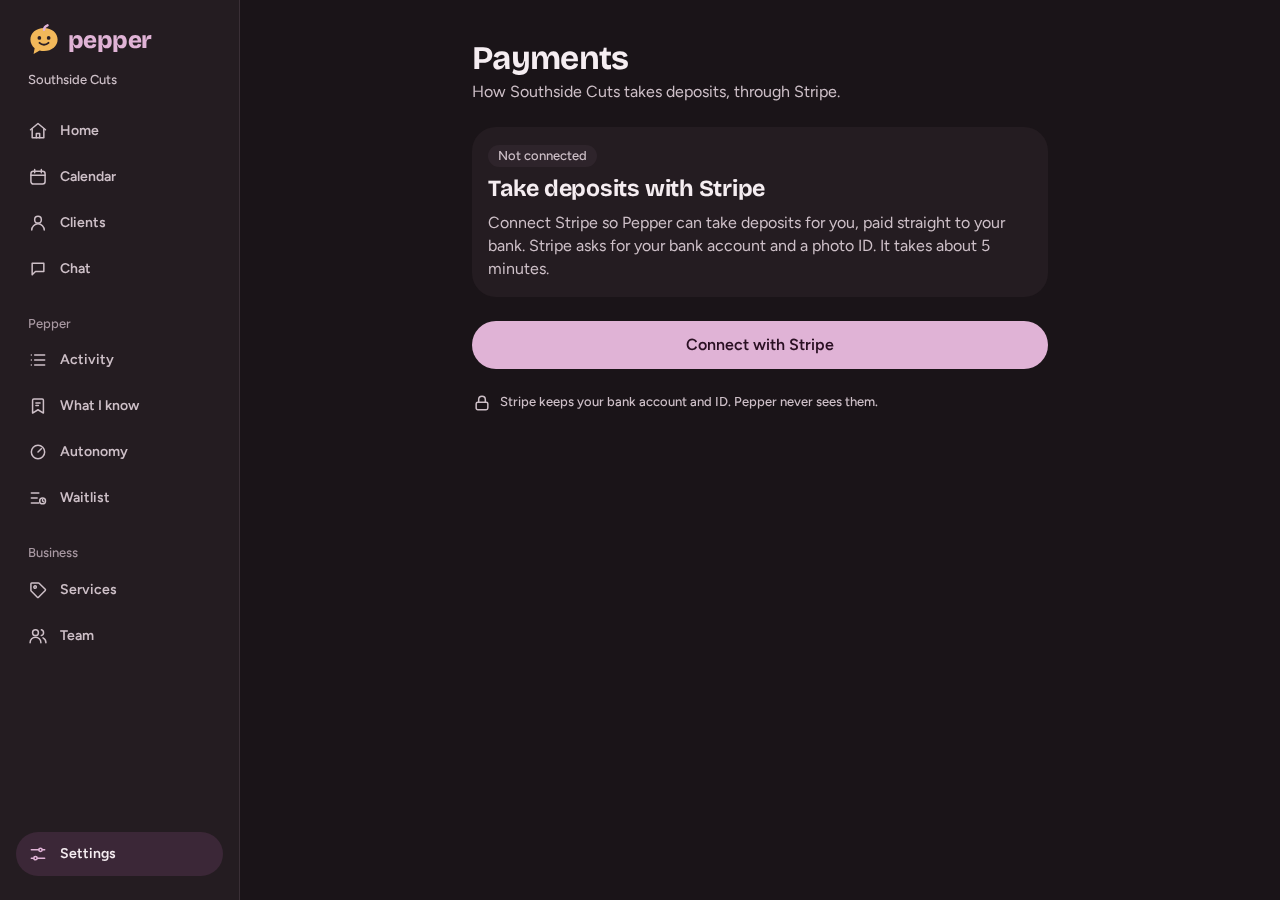 pepper
Southside Cuts
Home
Calendar
Clients
Chat
Pepper
Activity
What I know
Autonomy
Waitlist
Business
Services
Team
Settings
Payments
How Southside Cuts takes deposits, through Stripe.
Not connected
Take deposits with Stripe
Connect Stripe so Pepper can take deposits for you, paid straight to your
bank. Stripe asks for your bank account and a photo ID. It takes about 5
minutes.
Connect with Stripe
Stripe keeps your bank account and ID. Pepper never sees them.